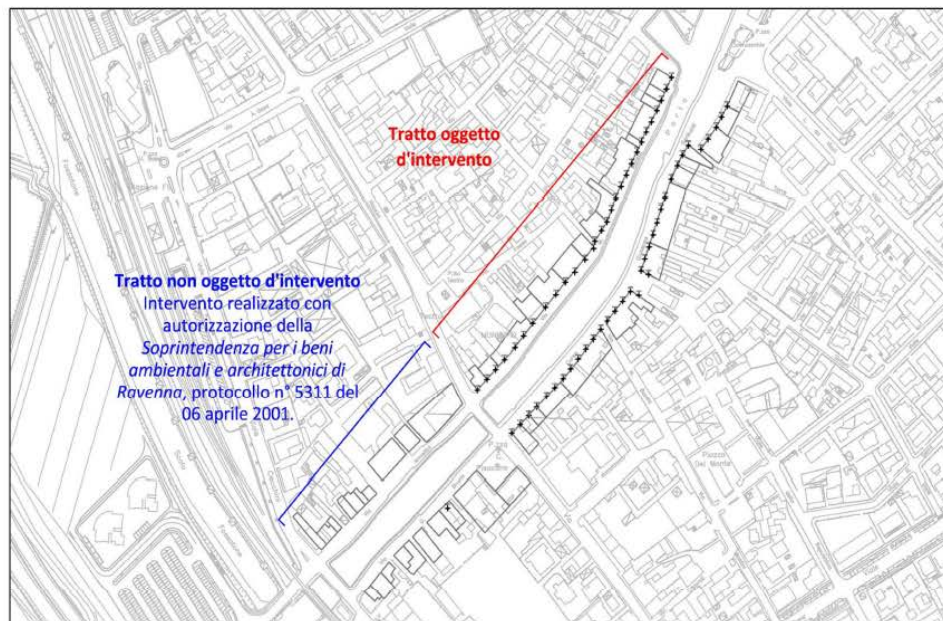 Tratto oggetto
d'intervento
Tratto non oggetto d'intervento
Intervento realizzato con
autorizzazione della
Soprintendenza per i beni
ambientali e architettonici di
Ravenna, protocollo n° 5311 del
06 aprile 2001.
Piazza
Del Monte